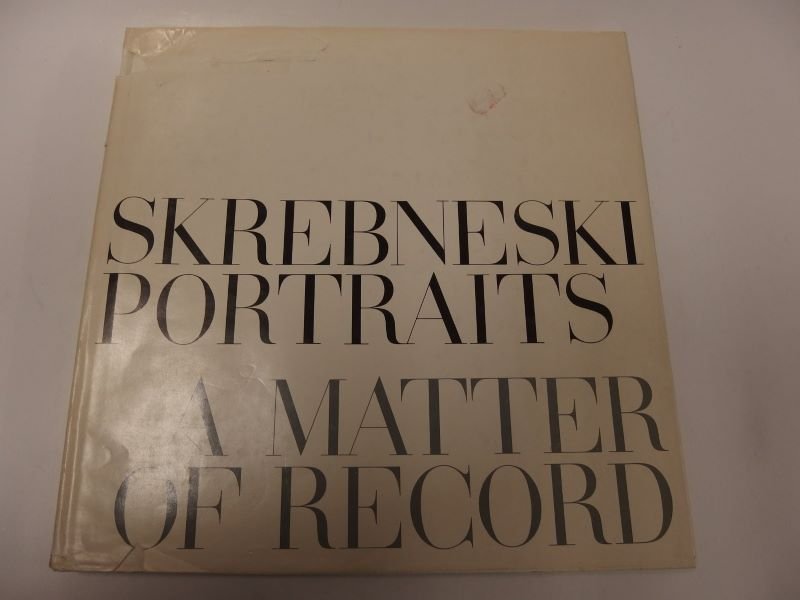 SKREBNESKI
PORTRAITS
A MATTER
OF RECORD